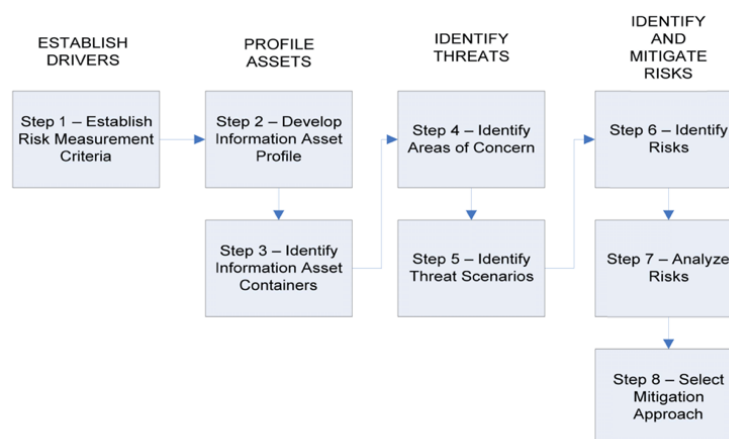 ESTABLISH
DRIVERS
PROFILE
ASSETS
IDENTIFY
THREATS
IDENTIFY
AND
MITIGATE
RISKS
Step 1 – Establish
Risk Measurement
Criteria
Step 2 – Develop
Information Asset
Profile
Step 3 – Identify
Information Asset
Containers
Step 4 – Identify
Areas of Concern
Step 5 – Identify
Threat Scenarios
Step 6 – Identify
Risks
Step 7 – Analyze
Risks
Step 8 – Select
Mitigation
Approach